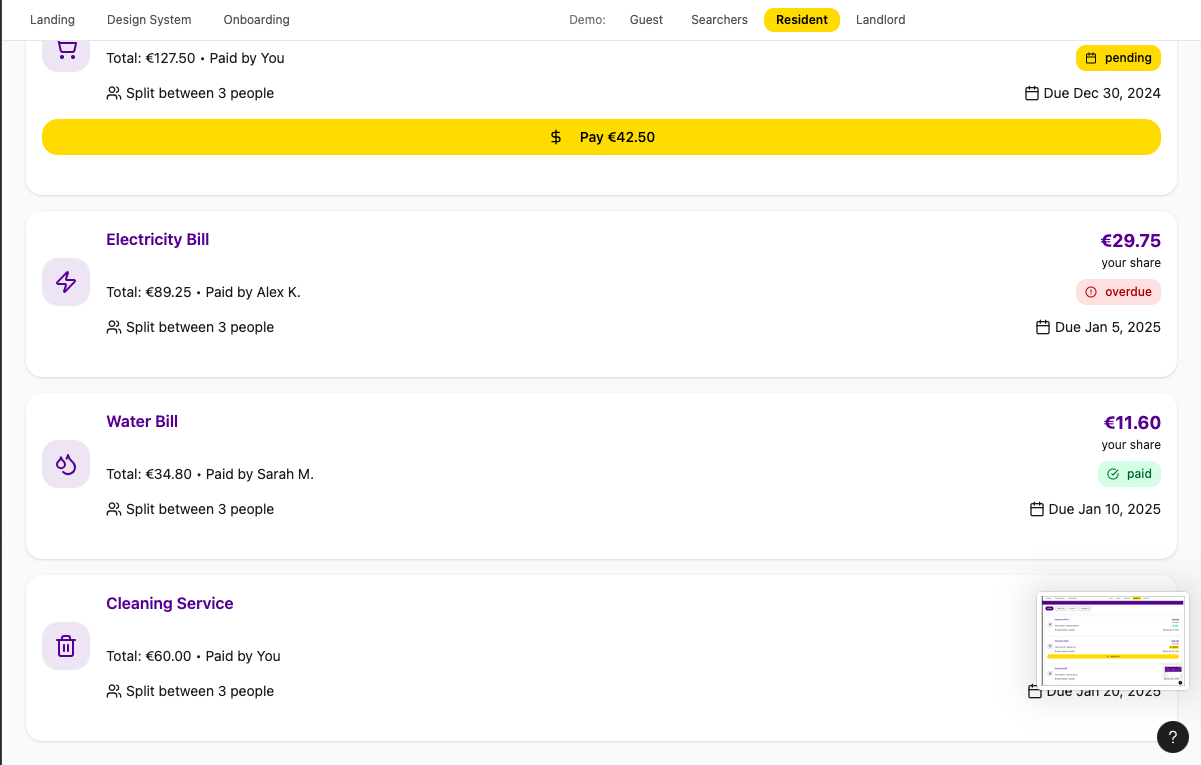 Landing Design System Onboarding Demo: Guest Searchers Resident Landlord
Total: €127.50 • Paid by You
pending
Split between 3 people
Due Dec 30, 2024
Pay €42.50
Electricity Bill
€29.75
your share
Total: €89.25 • Paid by Alex K.
overdue
Split between 3 people
Due Jan 5, 2025
Water Bill
€11.60
your share
Total: €34.80 • Paid by Sarah M.
paid
Split between 3 people
Due Jan 10, 2025
Cleaning Service
Total: €60.00 • Paid by You
Split between 3 people
Due Jan 20, 2025
?